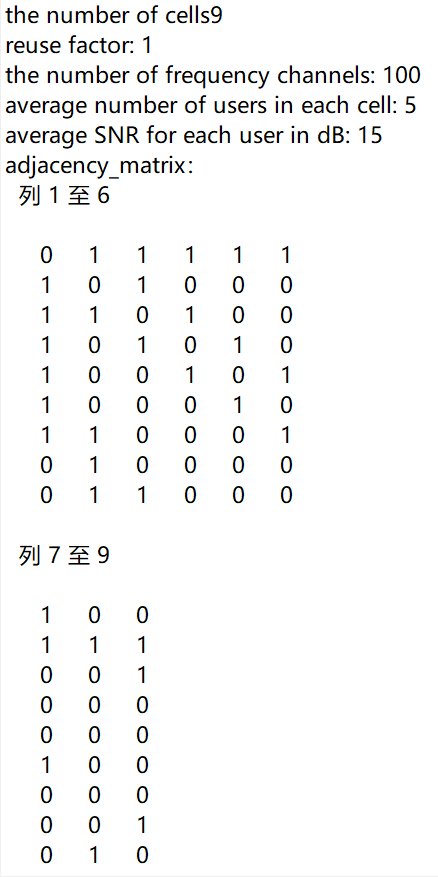 the number of cells9
reuse factor: 1
the number of frequency channels: 100
average number of users in each cell: 5
average SNR for each user in dB: 15
adjacency_matrix:
列 1 至 6
0 1 1 1 1 1
1 0 1 0 0 0
1 1 0 1 0 0
1 0 1 0 1 0
1 0 0 1 0 1
1 0 0 0 1 0
1 1 0 0 0 1
0 1 0 0 0 0
0 1 1 0 0 0
列 7 至 9
1 0 0
1 1 1
0 0 1
0 0 0
0 0 0
1 0 0
0 0 0
0 0 1
0 1 0